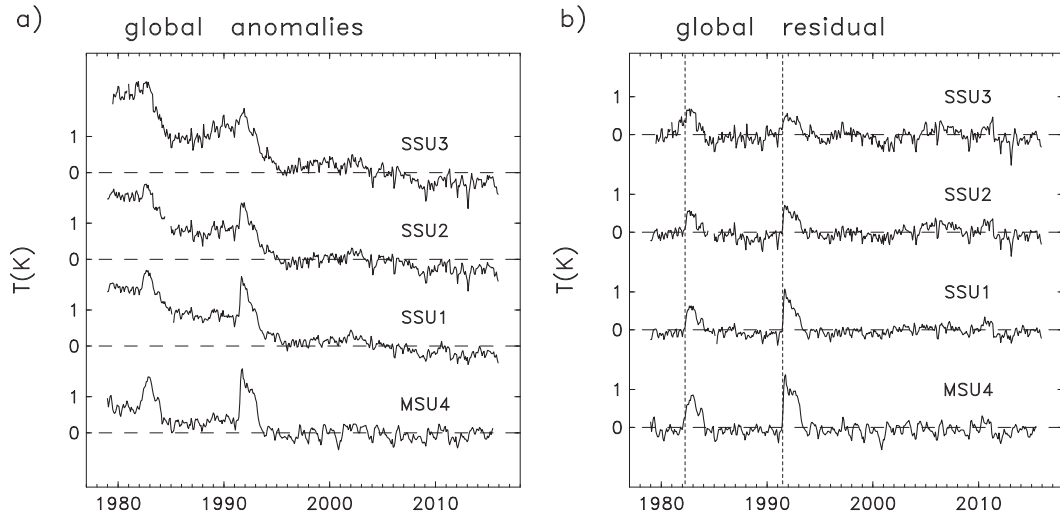 a)
global anomalies
T(K)
SSU3
1
0
SSU2
1
0
SSU1
1
0
MSU4
1
0
1980 1990 2000 2010
b)
global residual
T(K)
SSU3
1
0
SSU2
1
0
SSU1
1
0
MSU4
1
0
1980 1990 2000 2010